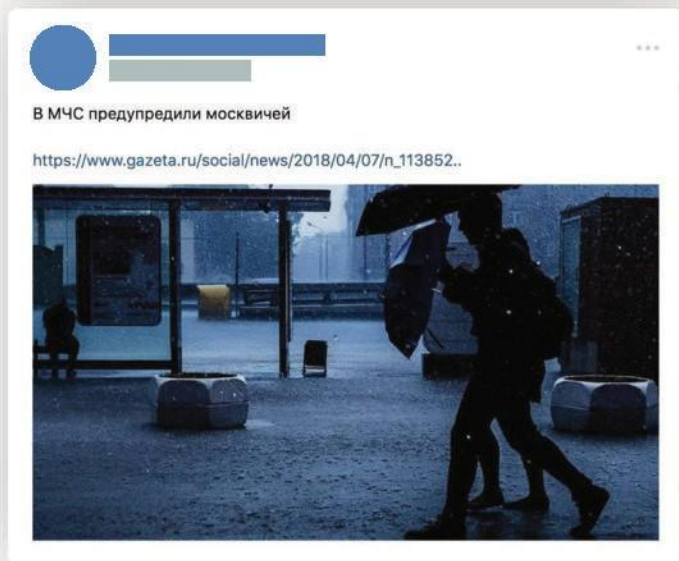 В МЧС предупредили москвичей
https://www.gazeta.ru/social/news/2018/04/07/n_113852..